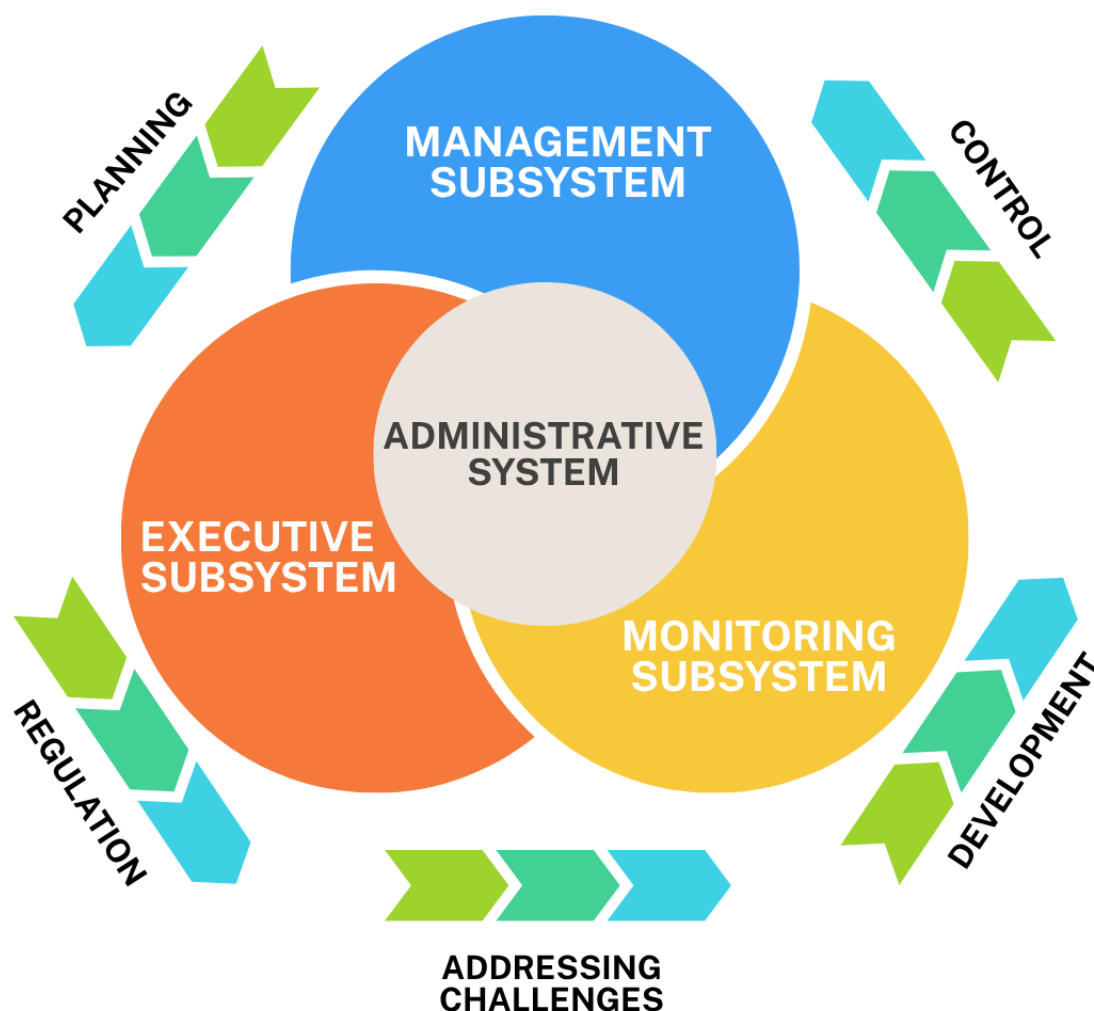 PLANNING
MANAGEMENT
SUBSYSTEM
CONTROL
ADMINISTRATIVE
SYSTEM
EXECUTIVE
SUBSYSTEM
MONITORING
SUBSYSTEM
REGULATION
DEVELOPMENT
ADDRESSING
CHALLENGES